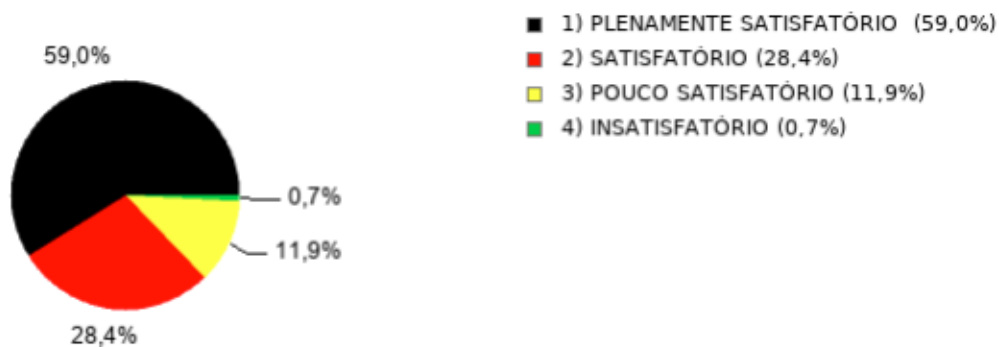 59,0%
0,7%
11,9%
28,4%
1) PLENAMENTE SATISFATÓRIO (59,0%)
2) SATISFATÓRIO (28,4%)
3) POUCO SATISFATÓRIO (11,9%)
4) INSATISFATÓRIO (0,7%)